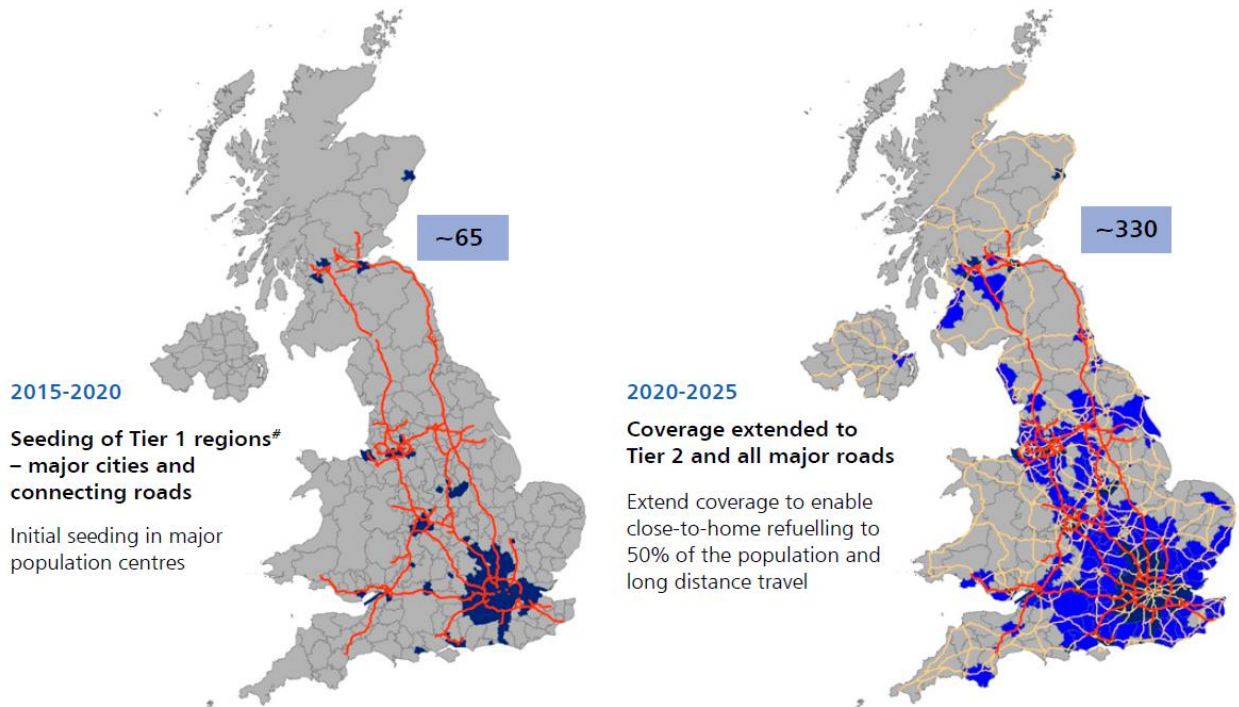 ~65
2015-2020
Seeding of Tier 1 regions#
– major cities and
connecting roads
Initial seeding in major
population centres
~330
2020-2025
Coverage extended to
Tier 2 and all major roads
Extend coverage to enable
close-to-home refuelling to
50% of the population and
long distance travel